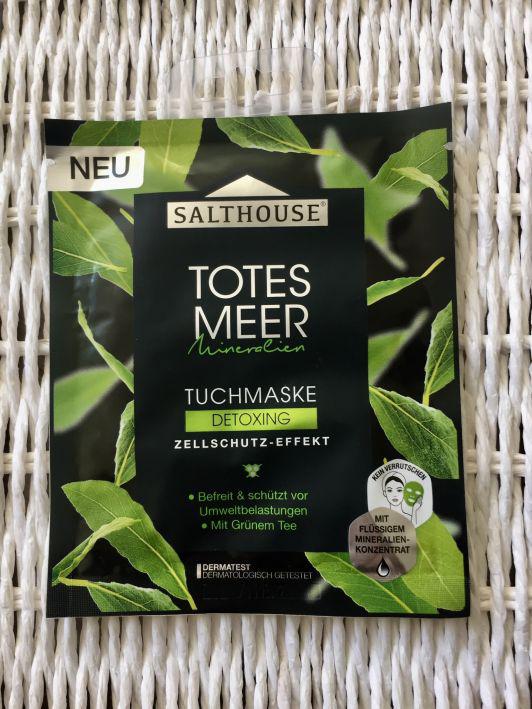 NEU
SALTHOUSE®
TOTES
MEER
Mineralien
TUCHMASKE
DETOXING
ZELLSCHUTZ-EFFEKT
• Befreit & schützt vor
Umweltbelastungen
• Mit Grünem Tee
KEIN VERRUTSCHEN
MIT
FLÜSSIGEM
MINERALIEN-
KONZENTRAT
DERMATEST
DERMATOLOGISCH GETESTET